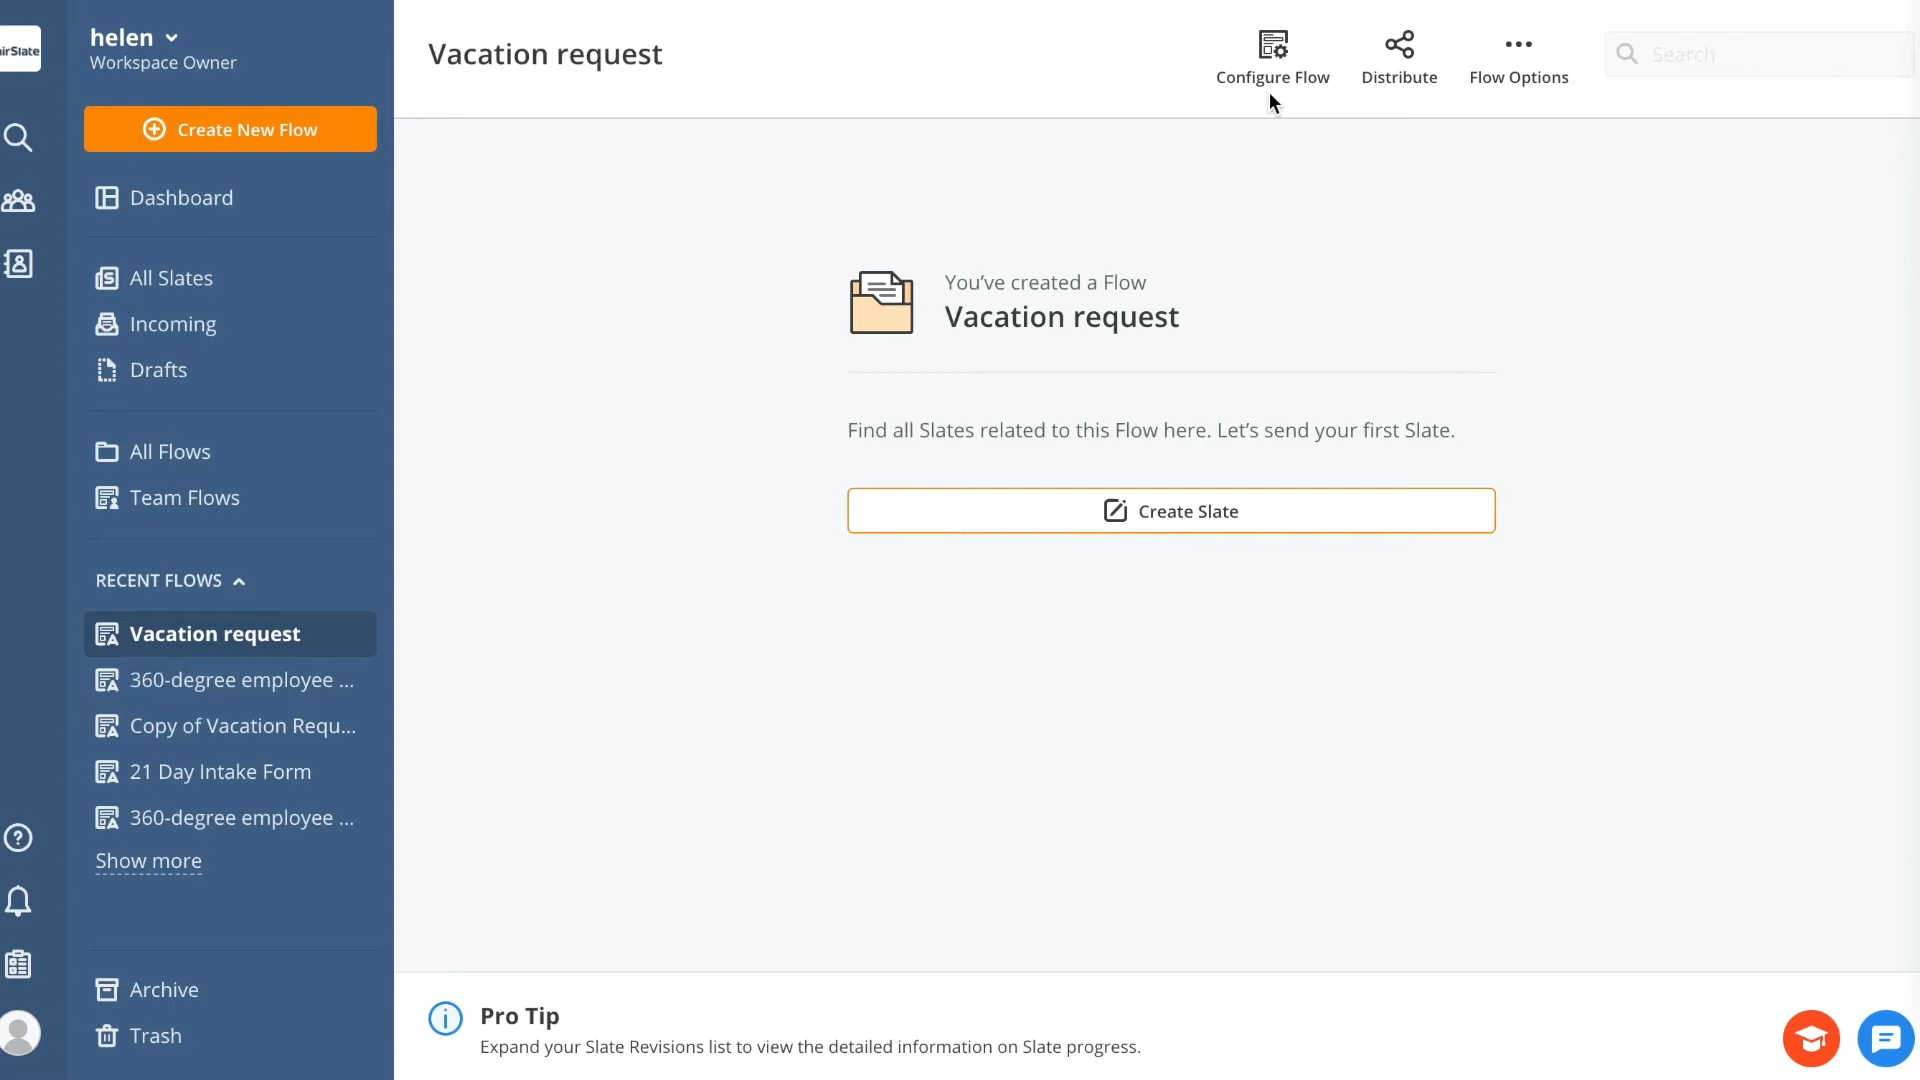 airSlate
helen
Workspace Owner
Create New Flow
Dashboard
All Slates
Incoming
Drafts
All Flows
Team Flows
RECENT FLOWS
Vacation request
360-degree employee ...
Copy of Vacation Requ...
21 Day Intake Form
360-degree employee ...
Show more
Archive
Trash
Vacation request
Configure Flow
Distribute
Flow Options
Search
You’ve created a Flow
Vacation request
Find all Slates related to this Flow here. Let’s send your first Slate.
Create Slate
Pro Tip
Expand your Slate Revisions list to view the detailed information on Slate progress.